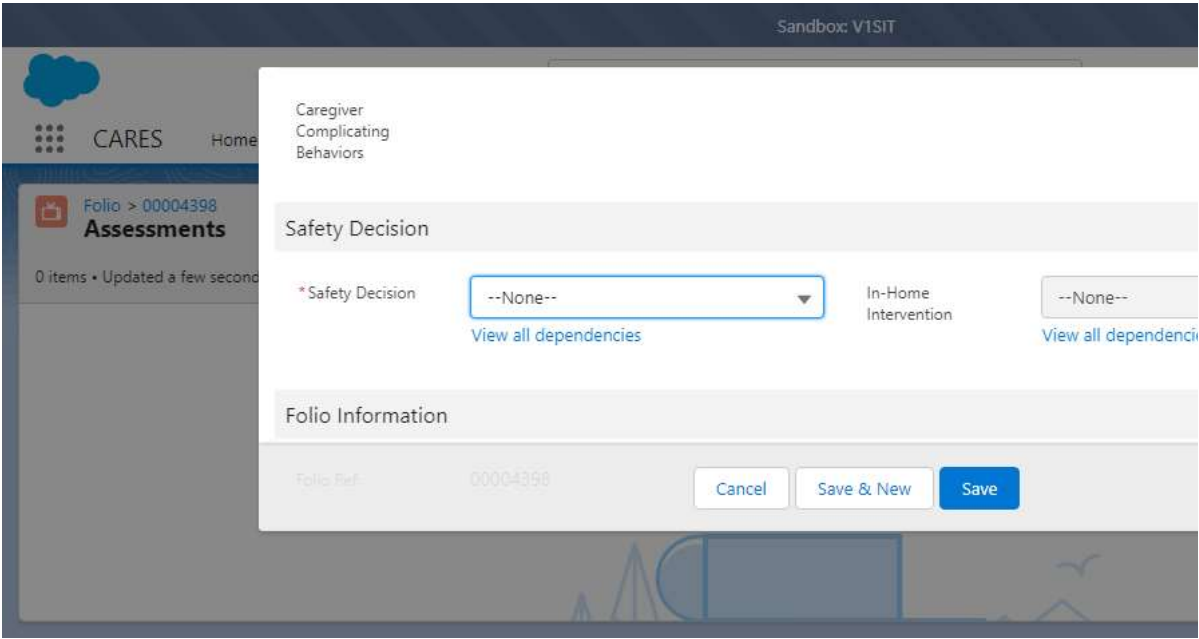 Sandbox: V1SIT
CARES Home
Folio > 00004398
Assessments
0 items • Updated a few second
Caregiver
Complicating
Behaviors
Safety Decision
*Safety Decision
--None--
View all dependencies
In-Home
Intervention
--None--
View all dependencie
Folio Information
Folio Ref
00004398
Cancel
Save & New
Save